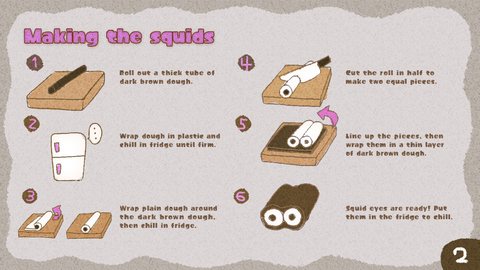 Making the squids
1
Roll out a thick tube of
dark brown dough.
2
Wrap dough in plastic and
chill in fridge until firm.
3
Wrap plain dough around
the dark brown dough,
then chill in fridge.
4
Cut the roll in half to
make two equal pieces.
5
Line up the pieces, then
wrap them in a thin layer
of dark brown dough.
6
Squid eyes are ready! Put
them in the fridge to chill.
2